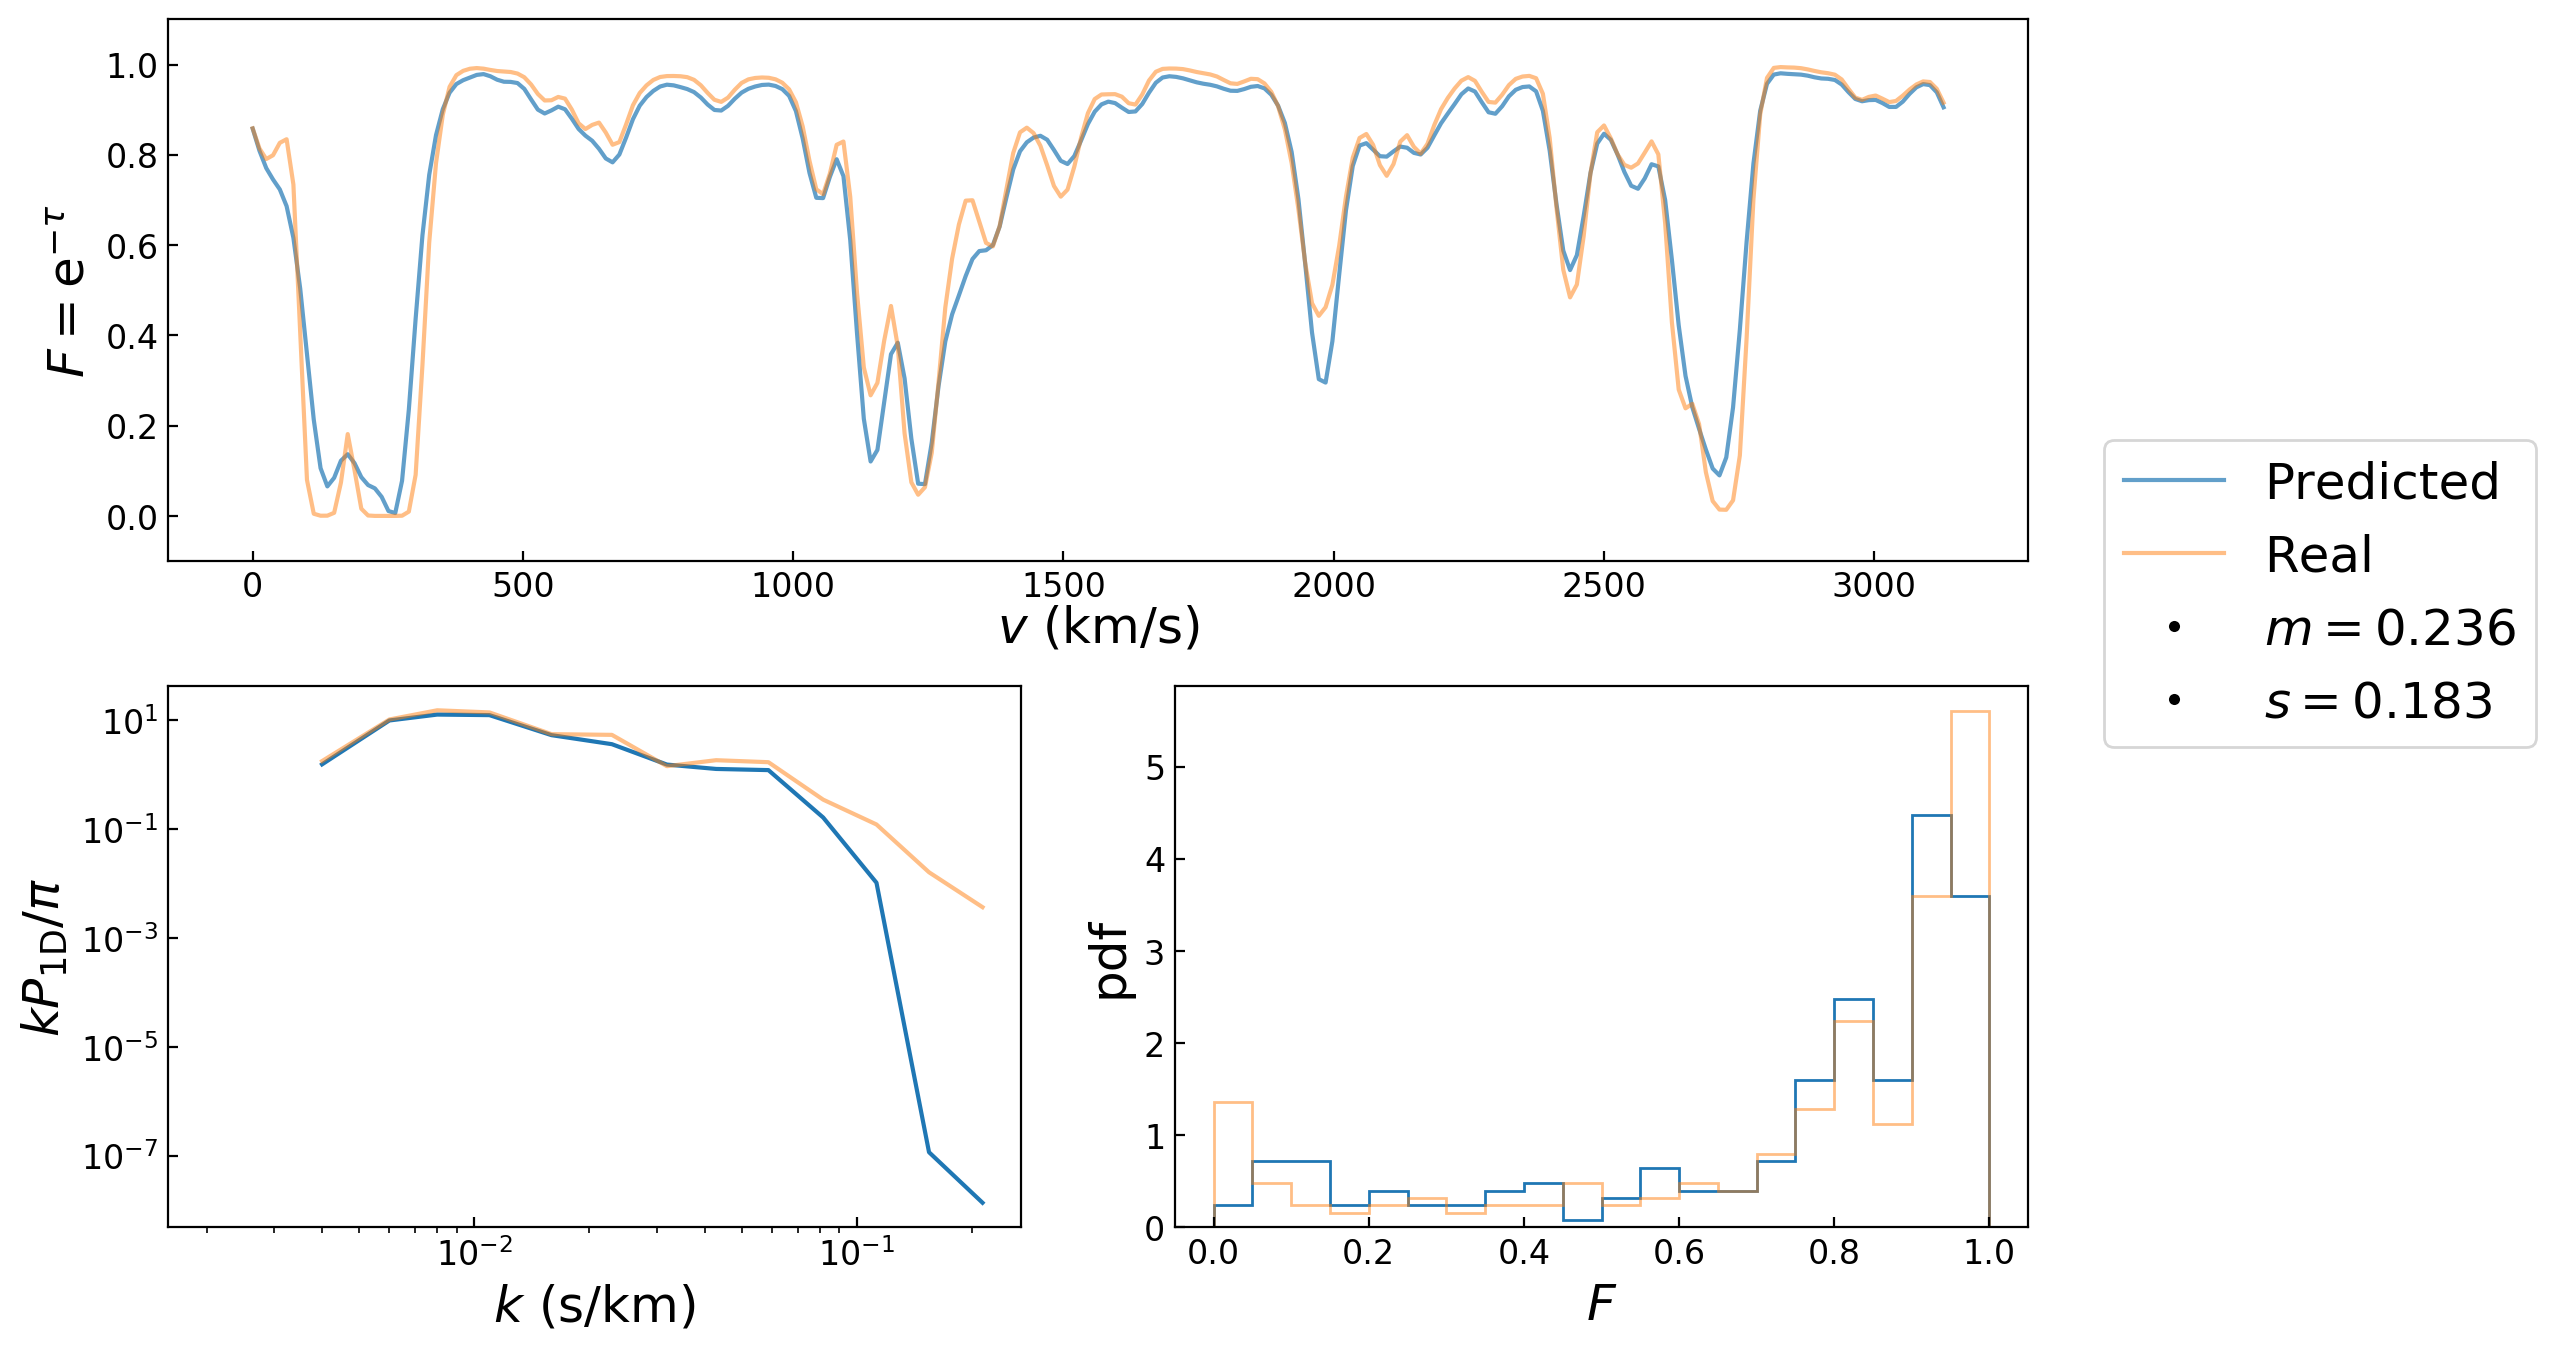 1.0
0.8
0.6
0.4
0.2
0.0
F = e^{−τ}
0 500 1000 1500 2000 2500 3000
v (km/s)
Predicted
Real
m = 0.236
s = 0.183
10^1
10^{−1}
10^{−3}
10^{−5}
10^{−7}
kP_{1D}/π
10^{−2} 10^{−1}
k (s/km)
5
4
3
2
1
0
pdf
0.0 0.2 0.4 0.6 0.8 1.0
F